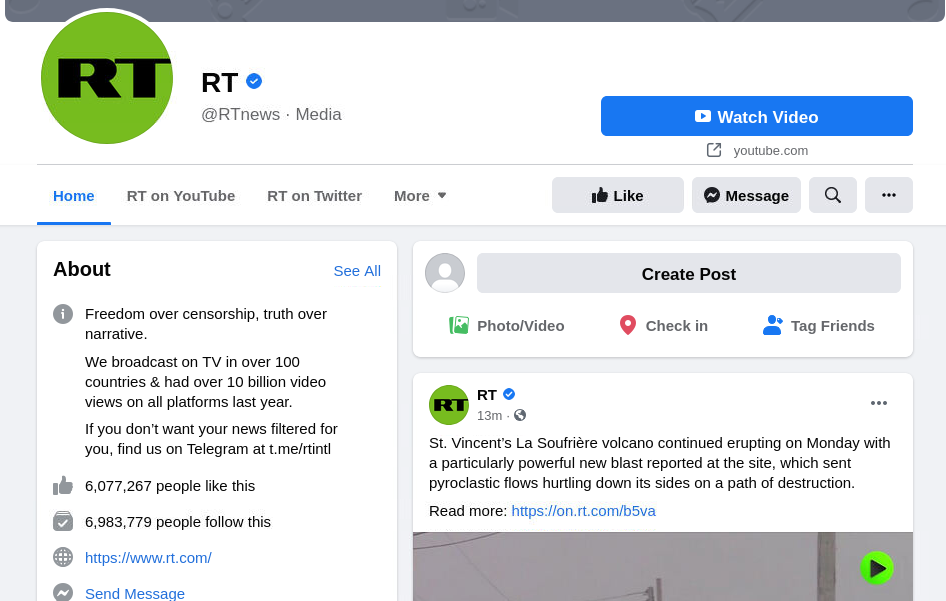 RT
RT
@RTnews · Media
Watch Video
youtube.com
Home
RT on YouTube
RT on Twitter
More
Like
Message
About
See All
Freedom over censorship, truth over
narrative.
We broadcast on TV in over 100
countries & had over 10 billion video
views on all platforms last year.
If you don’t want your news filtered for
you, find us on Telegram at t.me/rtintl
6,077,267 people like this
6,983,779 people follow this
https://www.rt.com/
Send Message
Create Post
Photo/Video
Check in
Tag Friends
RT
RT
13m ·
St. Vincent’s La Soufrière volcano continued erupting on Monday with
a particularly powerful new blast reported at the site, which sent
pyroclastic flows hurtling down its sides on a path of destruction.
Read more: https://on.rt.com/b5va